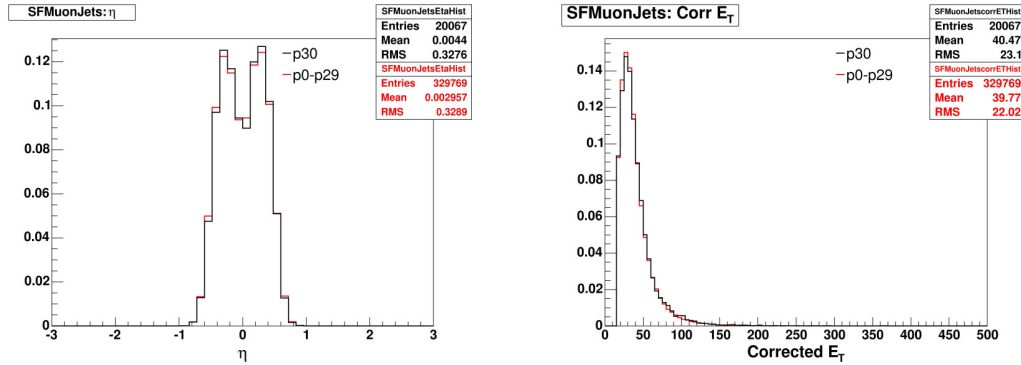 SFMuonJets: η
SFMuonJetsEtaHist
Entries 20067
Mean 0.0044
RMS 0.3276
SFMuonJetsEtaHist
Entries 329769
Mean 0.002957
RMS 0.3289
p30
p0-p29
0.12
0.1
0.08
0.06
0.04
0.02
0
-3 -2 -1 0 1 2 3
η
SFMuonJets: Corr E_T
SFMuonJetscorrETHist
Entries 20067
Mean 40.47
RMS 23.1
SFMuonJetscorrETHist
Entries 329769
Mean 39.77
RMS 22.02
p30
p0-p29
0.14
0.12
0.1
0.08
0.06
0.04
0.02
0
0 50 100 150 200 250 300 350 400 450 500
Corrected E_T